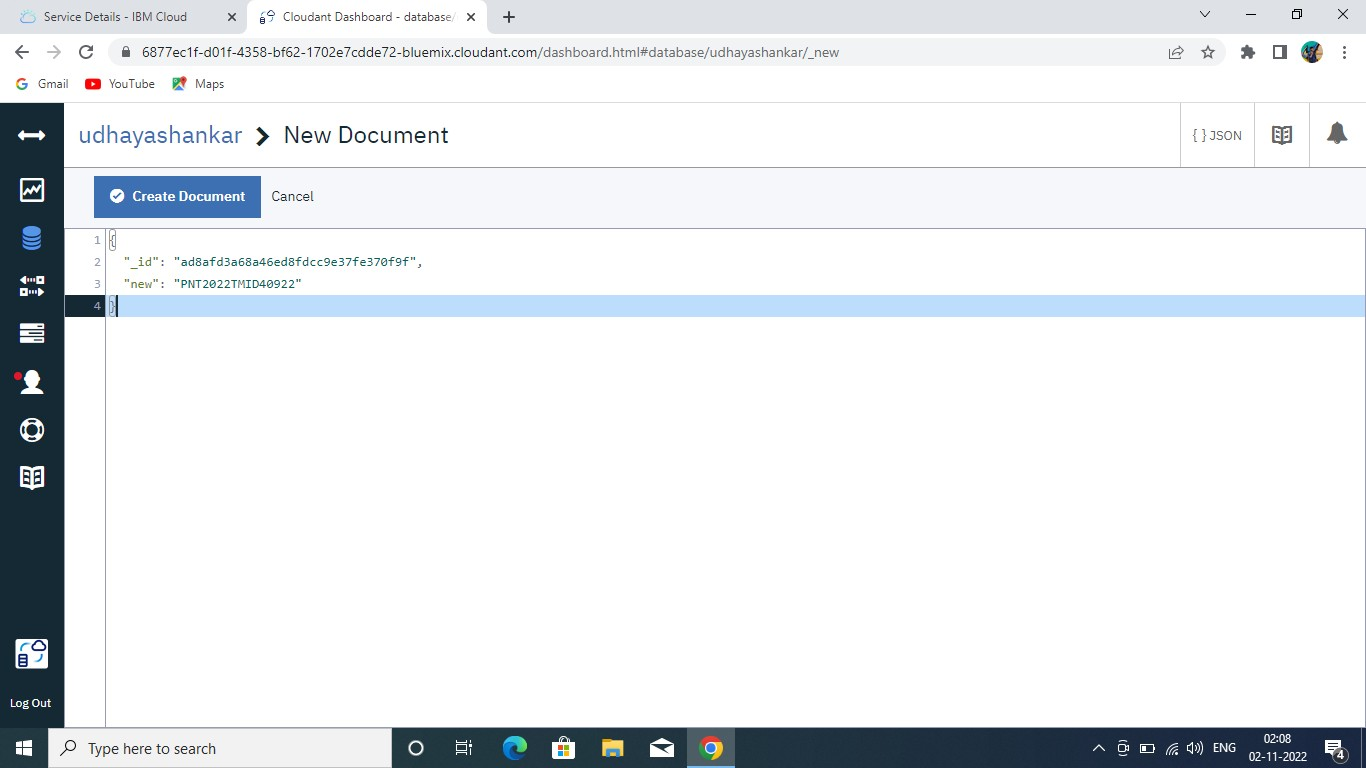 Service Details - IBM Cloud
Cloudant Dashboard - database/
6877ec1f-d01f-4358-bf62-1702e7cdde72-bluemix.cloudant.com/dashboard.html#database/udhayashankar/_new
Gmail YouTube Maps
udhayashankar > New Document
{ } JSON
Create Document Cancel
1 {
2 "_id": "ad8afd3a68a46ed8fdcc9e37fe370f9f",
3 "new": "PNT2022TMID40922"
4 }
Log Out
Type here to search
ENG
02:08
02-11-2022
4